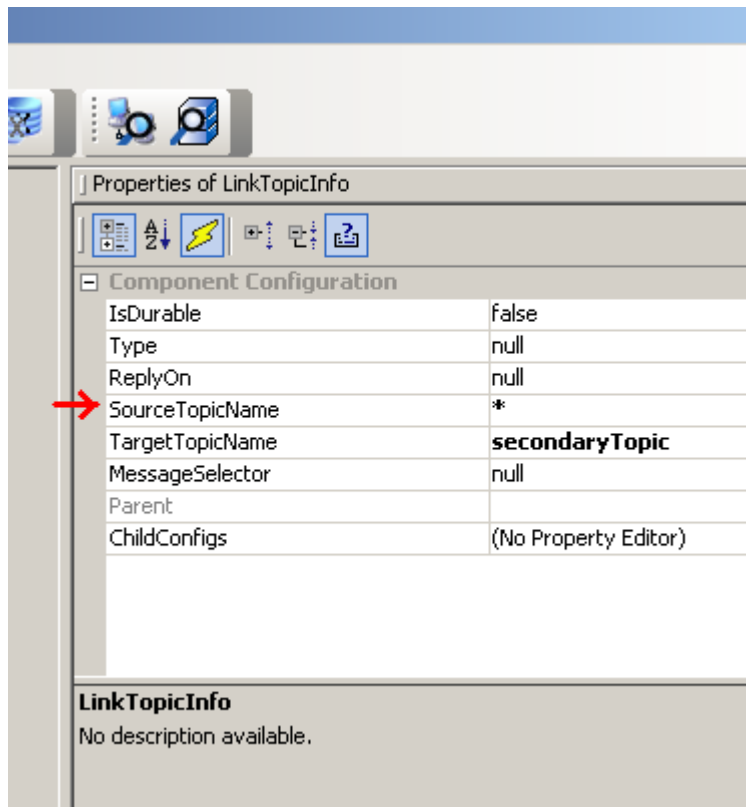 Properties of LinkTopicInfo
Component Configuration
IsDurable false
Type null
ReplyOn null
SourceTopicName *
TargetTopicName secondaryTopic
MessageSelector null
Parent
ChildConfigs (No Property Editor)
LinkTopicInfo
No description available.